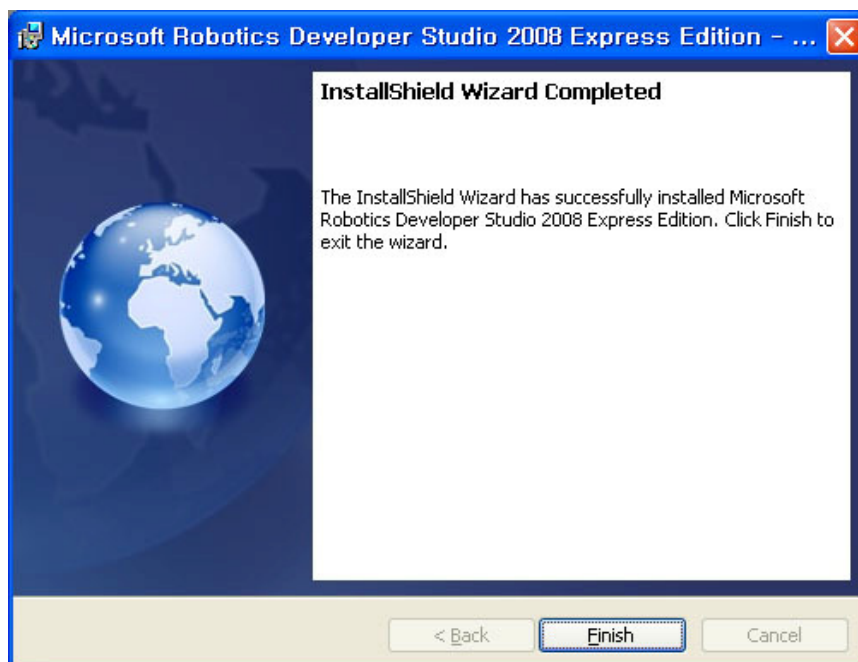 Microsoft Robotics Developer Studio 2008 Express Edition - ...
InstallShield Wizard Completed
The InstallShield Wizard has successfully installed Microsoft
Robotics Developer Studio 2008 Express Edition. Click Finish to
exit the wizard.
< Back Finish Cancel